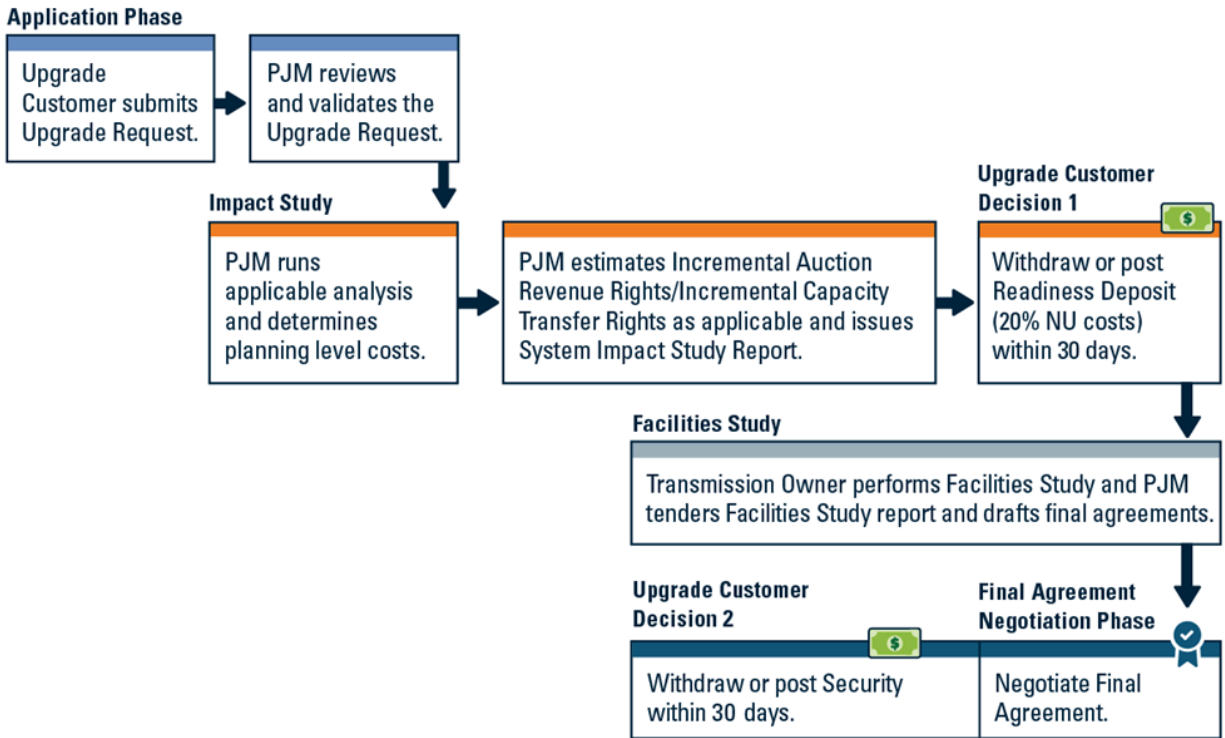 Application Phase
Upgrade
Customer submits
Upgrade Request.
PJM reviews
and validates the
Upgrade Request.
Impact Study
PJM runs
applicable analysis
and determines
planning level costs.
PJM estimates Incremental Auction
Revenue Rights/Incremental Capacity
Transfer Rights as applicable and issues
System Impact Study Report.
Upgrade Customer
Decision 1
$
Withdraw or post
Readiness Deposit
(20% NU costs)
within 30 days.
Facilities Study
Transmission Owner performs Facilities Study and PJM
tenders Facilities Study report and drafts final agreements.
Upgrade Customer
Decision 2
$
Withdraw or post Security
within 30 days.
Final Agreement
Negotiation Phase
Negotiate Final
Agreement.